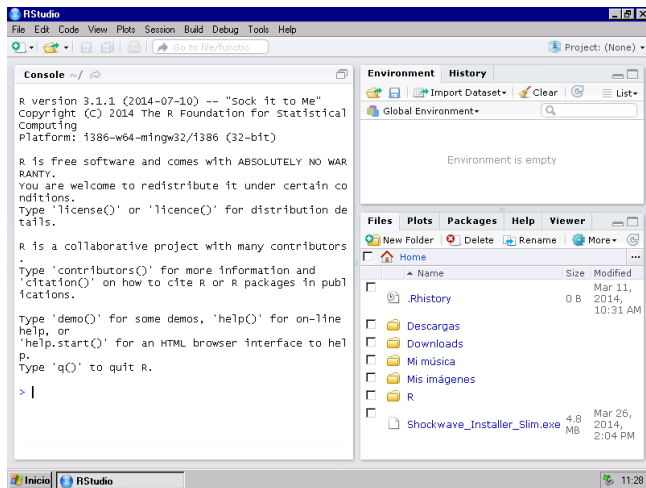 RStudio
File Edit Code View Plots Session Build Debug Tools Help
Go to file/functio
Project: (None)
Console ~/
R version 3.1.1 (2014-07-10) -- "Sock it to Me"
Copyright (C) 2014 The R Foundation for Statistical
Computing
Platform: i386-w64-mingw32/i386 (32-bit)
R is free software and comes with ABSOLUTELY NO WAR
RANTY.
You are welcome to redistribute it under certain co
nditions.
Type 'license()' or 'licence()' for distribution de
tails.
R is a collaborative project with many contributors
.
Type 'contributors()' for more information and
'citation()' on how to cite R or R packages in publ
ications.
Type 'demo()' for some demos, 'help()' for on-line
help, or
'help.start()' for an HTML browser interface to hel
p.
Type 'q()' to quit R.
>
Environment History
Import Dataset Clear List
Global Environment
Environment is empty
Files Plots Packages Help Viewer
New Folder Delete Rename More
Home ...
Name Size Modified
.Rhistory 0 B Mar 11, 2014, 10:31 AM
Descargas
Downloads
Mi música
Mis imágenes
R
Shockwave_Installer_Slim.exe 4.8 MB Mar 26, 2014, 2:04 PM
Inicio RStudio 11:28